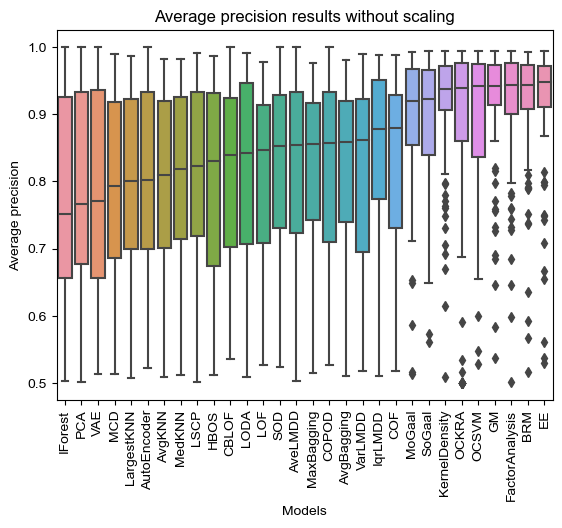 Average precision results without scaling
Average precision
1.0
0.9
0.8
0.7
0.6
0.5
IForest
PCA
VAE
MCD
LargestKNN
AutoEncoder
AvgKNN
MedKNN
LSCP
HBOS
CBLOF
LODA
LOF
SOD
AveLMDD
MaxBagging
COPOD
AvgBagging
VarLMDD
IqrLMDD
COF
MoGaal
SoGaal
KernelDensity
OCKRA
OCSVM
GM
FactorAnalysis
BRM
EE
Models